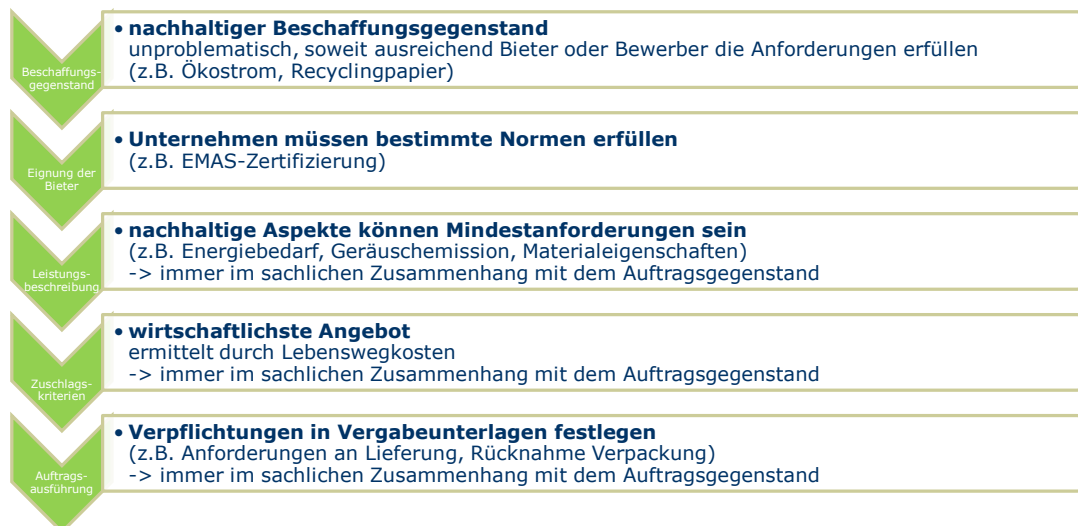 Beschaffungs-
gegenstand
• nachhaltiger Beschaffungsgegenstand
unproblematisch, soweit ausreichend Bieter oder Bewerber die Anforderungen erfüllen
(z.B. Ökostrom, Recyclingpapier)
Eignung der
Bieter
• Unternehmen müssen bestimmte Normen erfüllen
(z.B. EMAS-Zertifizierung)
Leistungs-
beschreibung
• nachhaltige Aspekte können Mindestanforderungen sein
(z.B. Energiebedarf, Geräuschemission, Materialeigenschaften)
-> immer im sachlichen Zusammenhang mit dem Auftragsgegenstand
Zuschlags-
kriterien
• wirtschaftlichste Angebot
ermittelt durch Lebenswegkosten
-> immer im sachlichen Zusammenhang mit dem Auftragsgegenstand
Auftrags-
ausführung
• Verpflichtungen in Vergabeunterlagen festlegen
(z.B. Anforderungen an Lieferung, Rücknahme Verpackung)
-> immer im sachlichen Zusammenhang mit dem Auftragsgegenstand